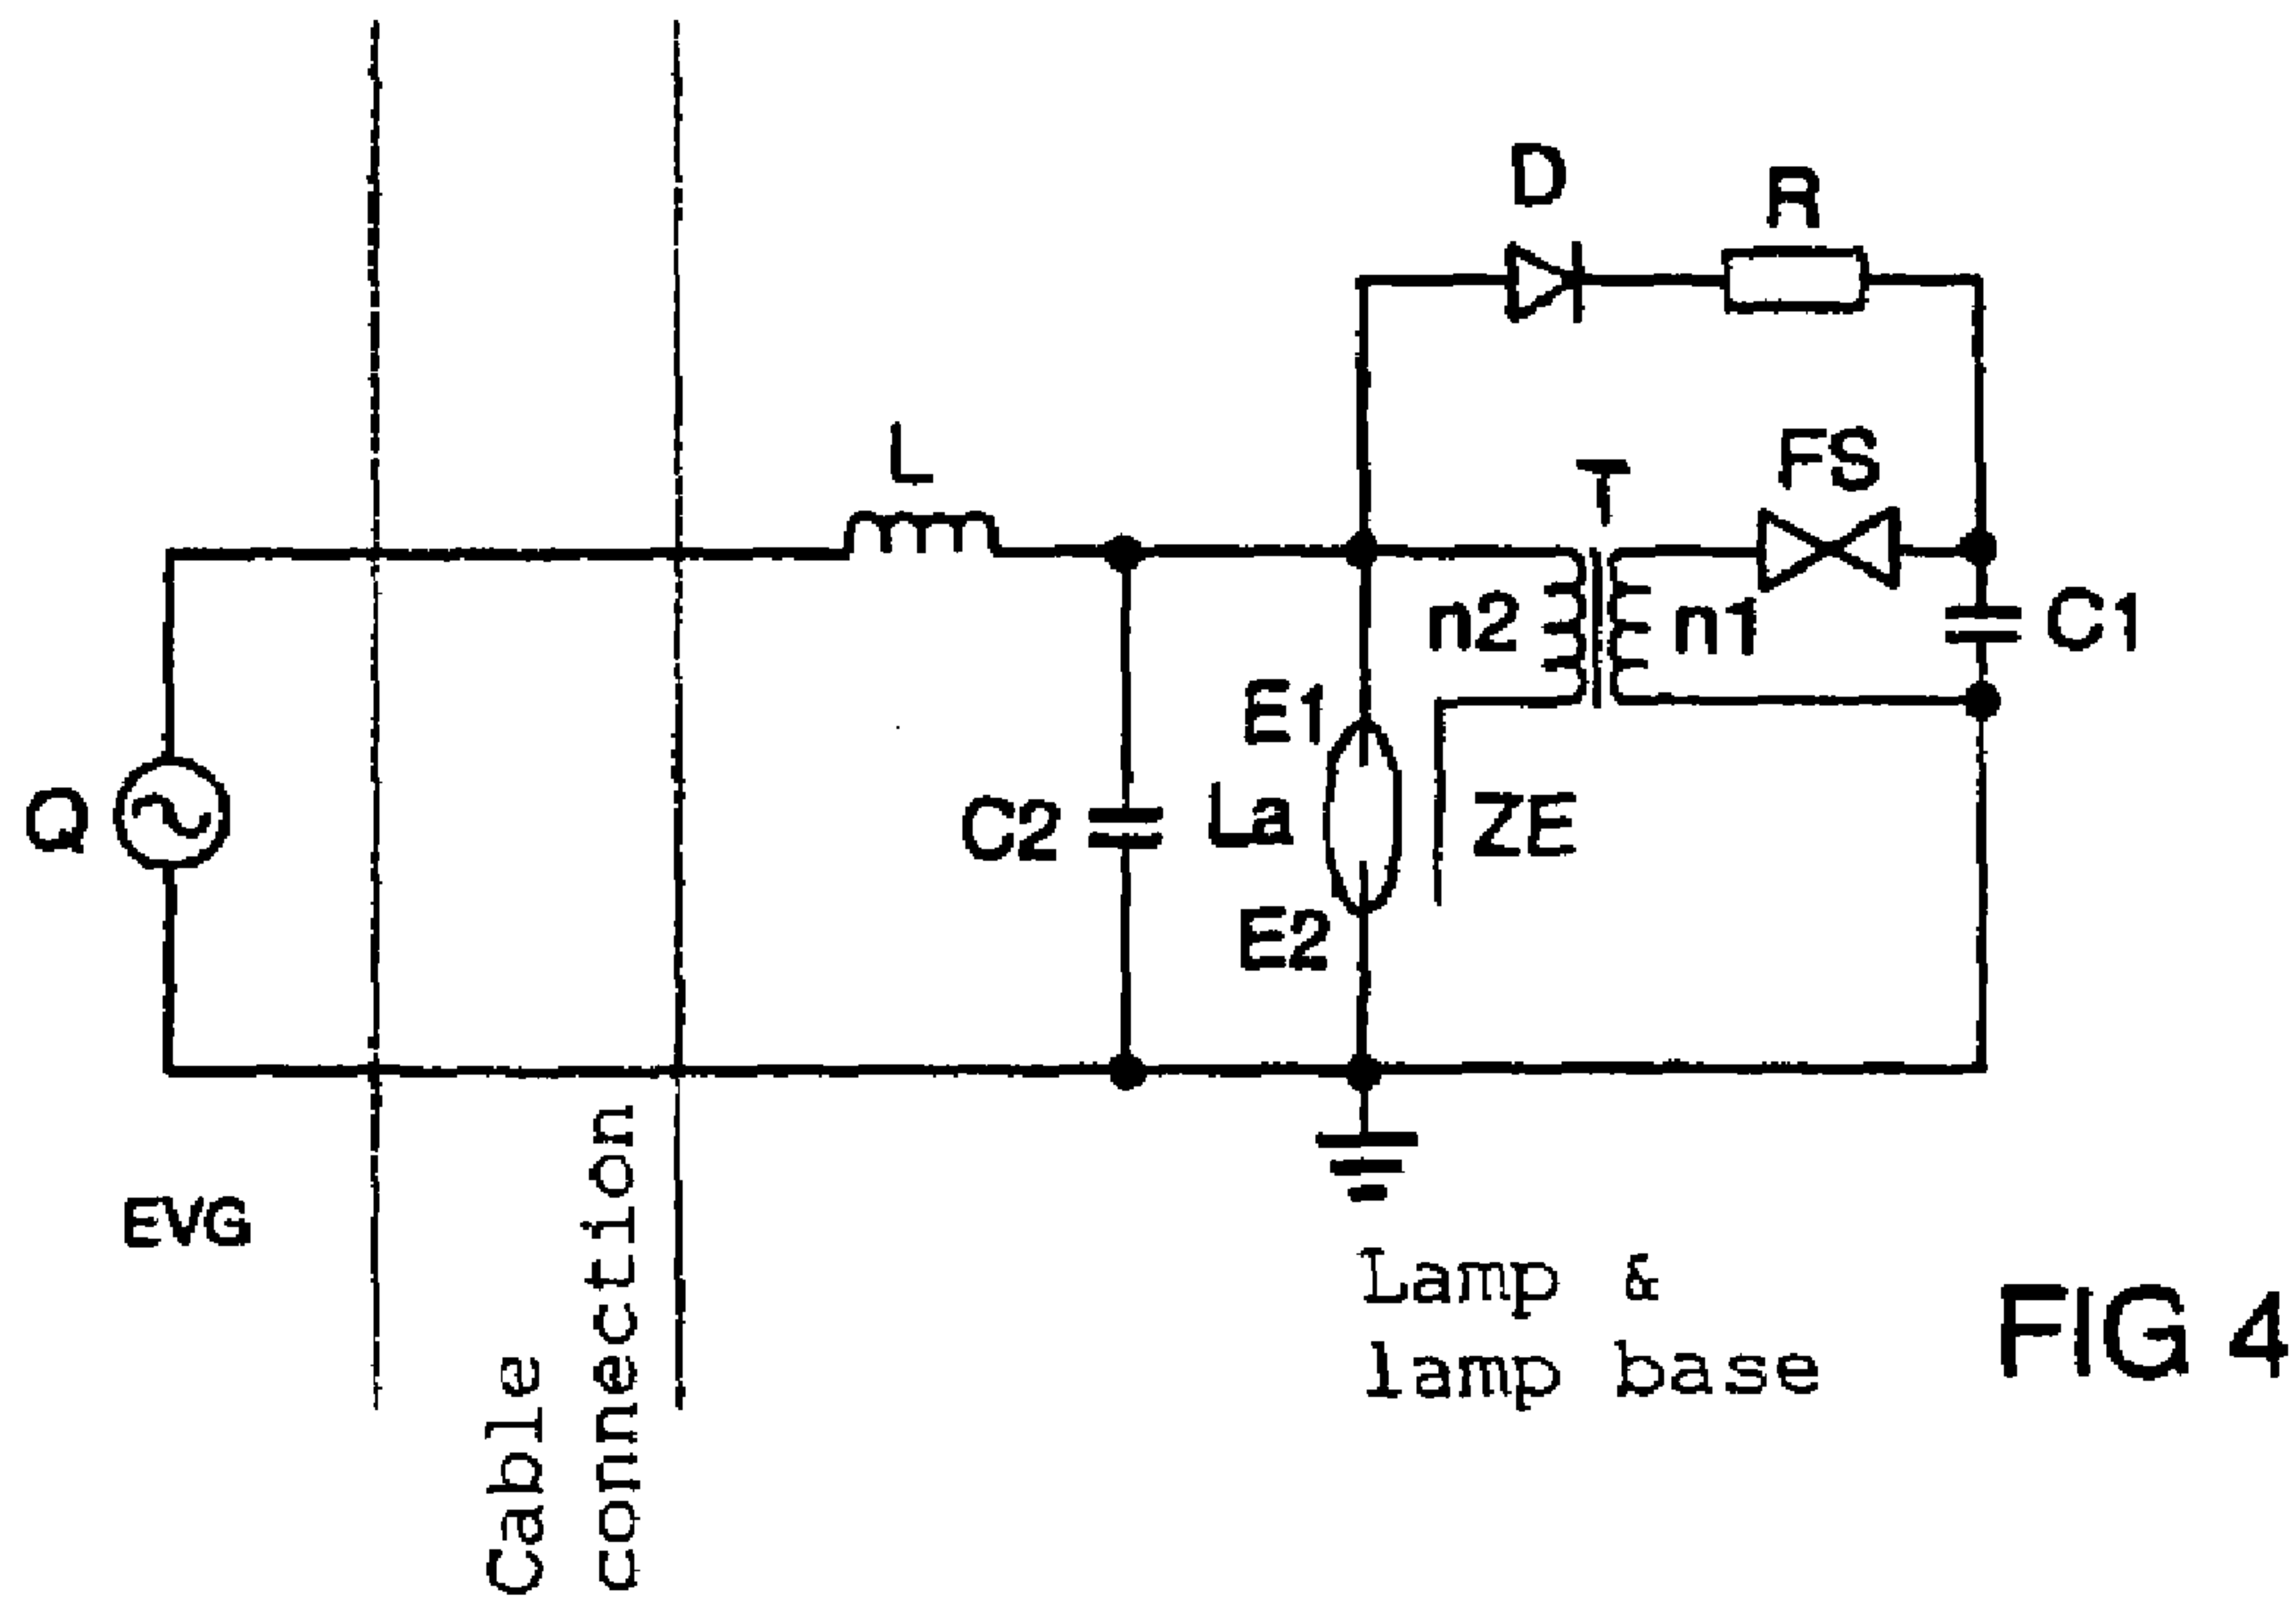 D
R
L
T
FS
n2
n1
C1
E1
Q
C2
La
ZE
E2
EVG
Cable
connection
Lamp &
lamp base
FIG 4